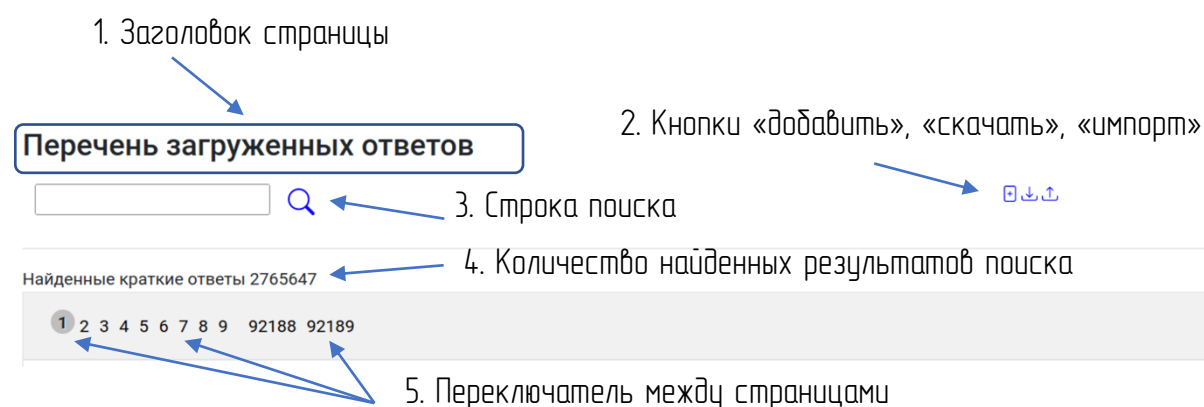 1. Заголовок страницы
2. Кнопки «добавить», «скачать», «импорт»
Перечень загруженных ответов
3. Строка поиска
4. Количество найденных результатов поиска
Найденные краткие ответы 2765647
1 2 3 4 5 6 7 8 9 92188 92189
5. Переключатель между страницами